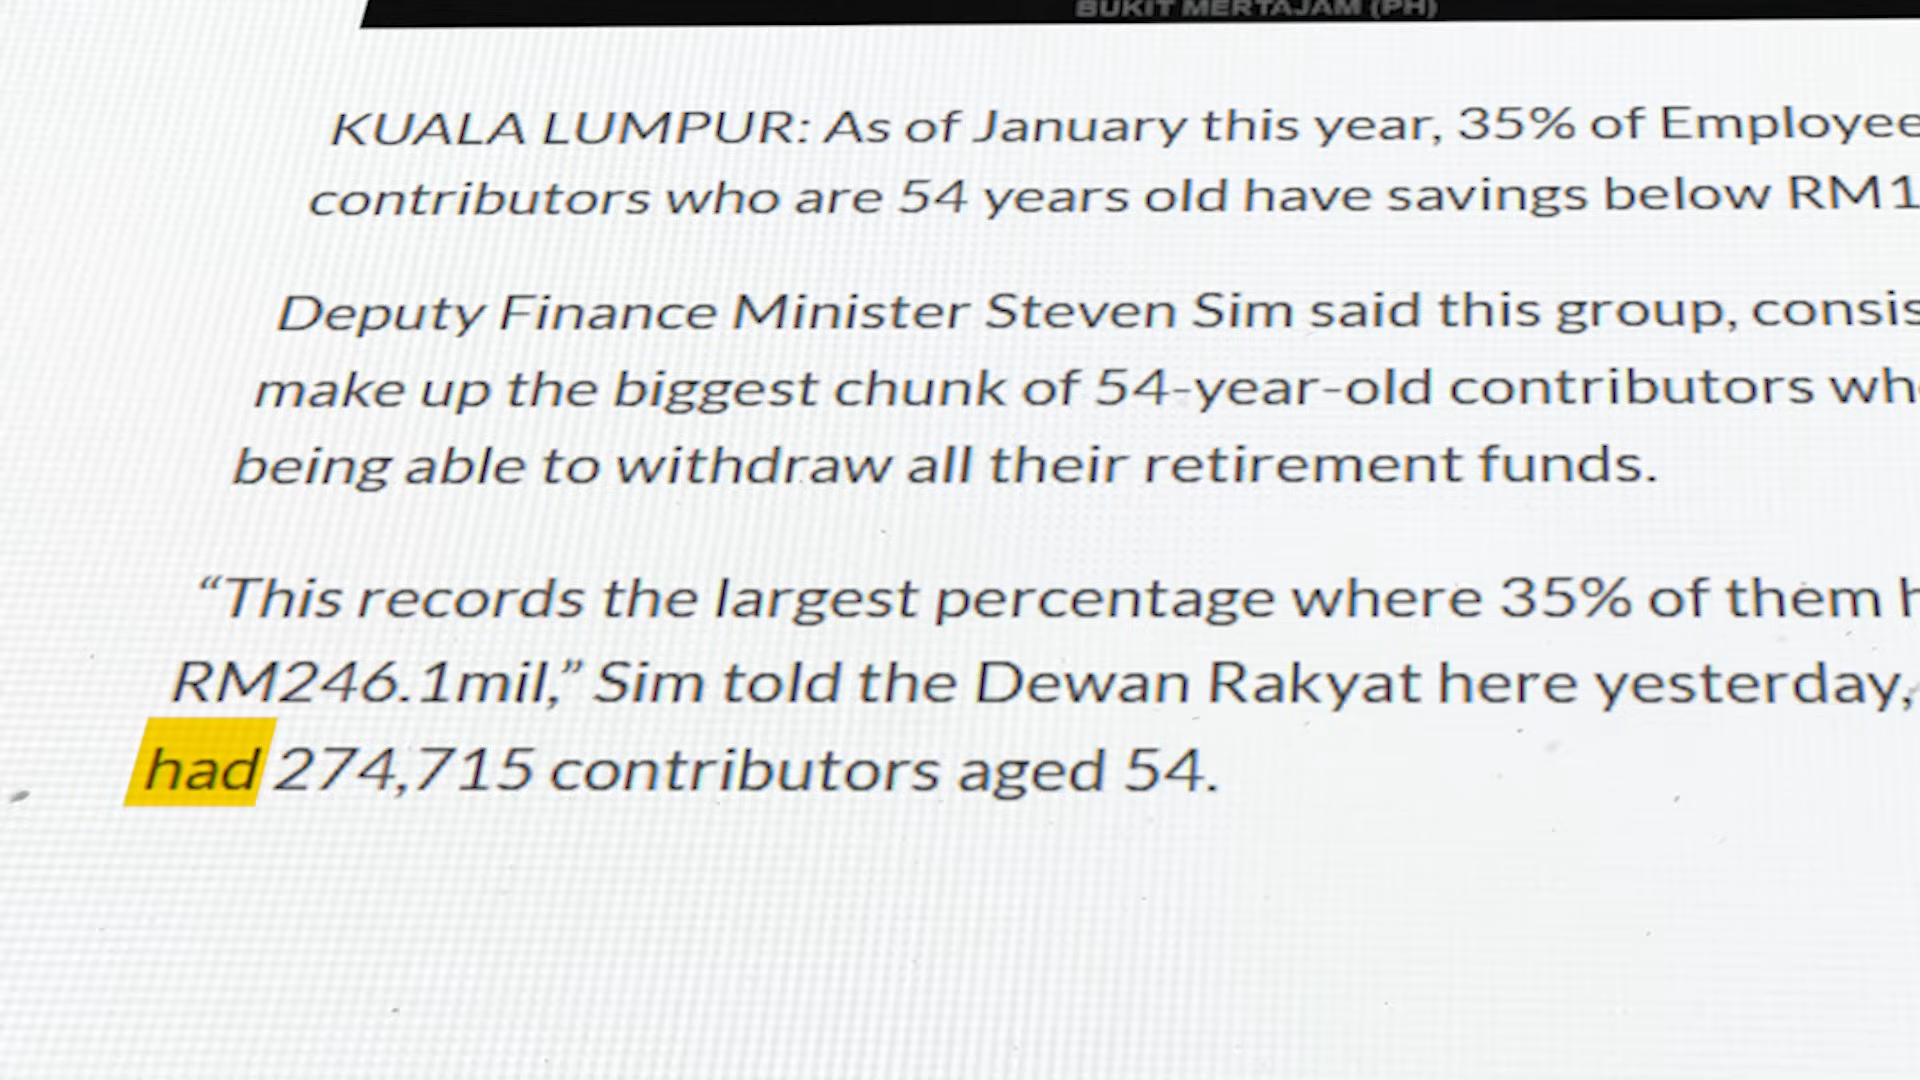 BUKIT MERTAJAM (PH)
KUALA LUMPUR: As of January this year, 35% of Employee
contributors who are 54 years old have savings below RM1
Deputy Finance Minister Steven Sim said this group, consis
make up the biggest chunk of 54-year-old contributors who
being able to withdraw all their retirement funds.
“This records the largest percentage where 35% of them h
RM246.1mil,” Sim told the Dewan Rakyat here yesterday,
had 274,715 contributors aged 54.